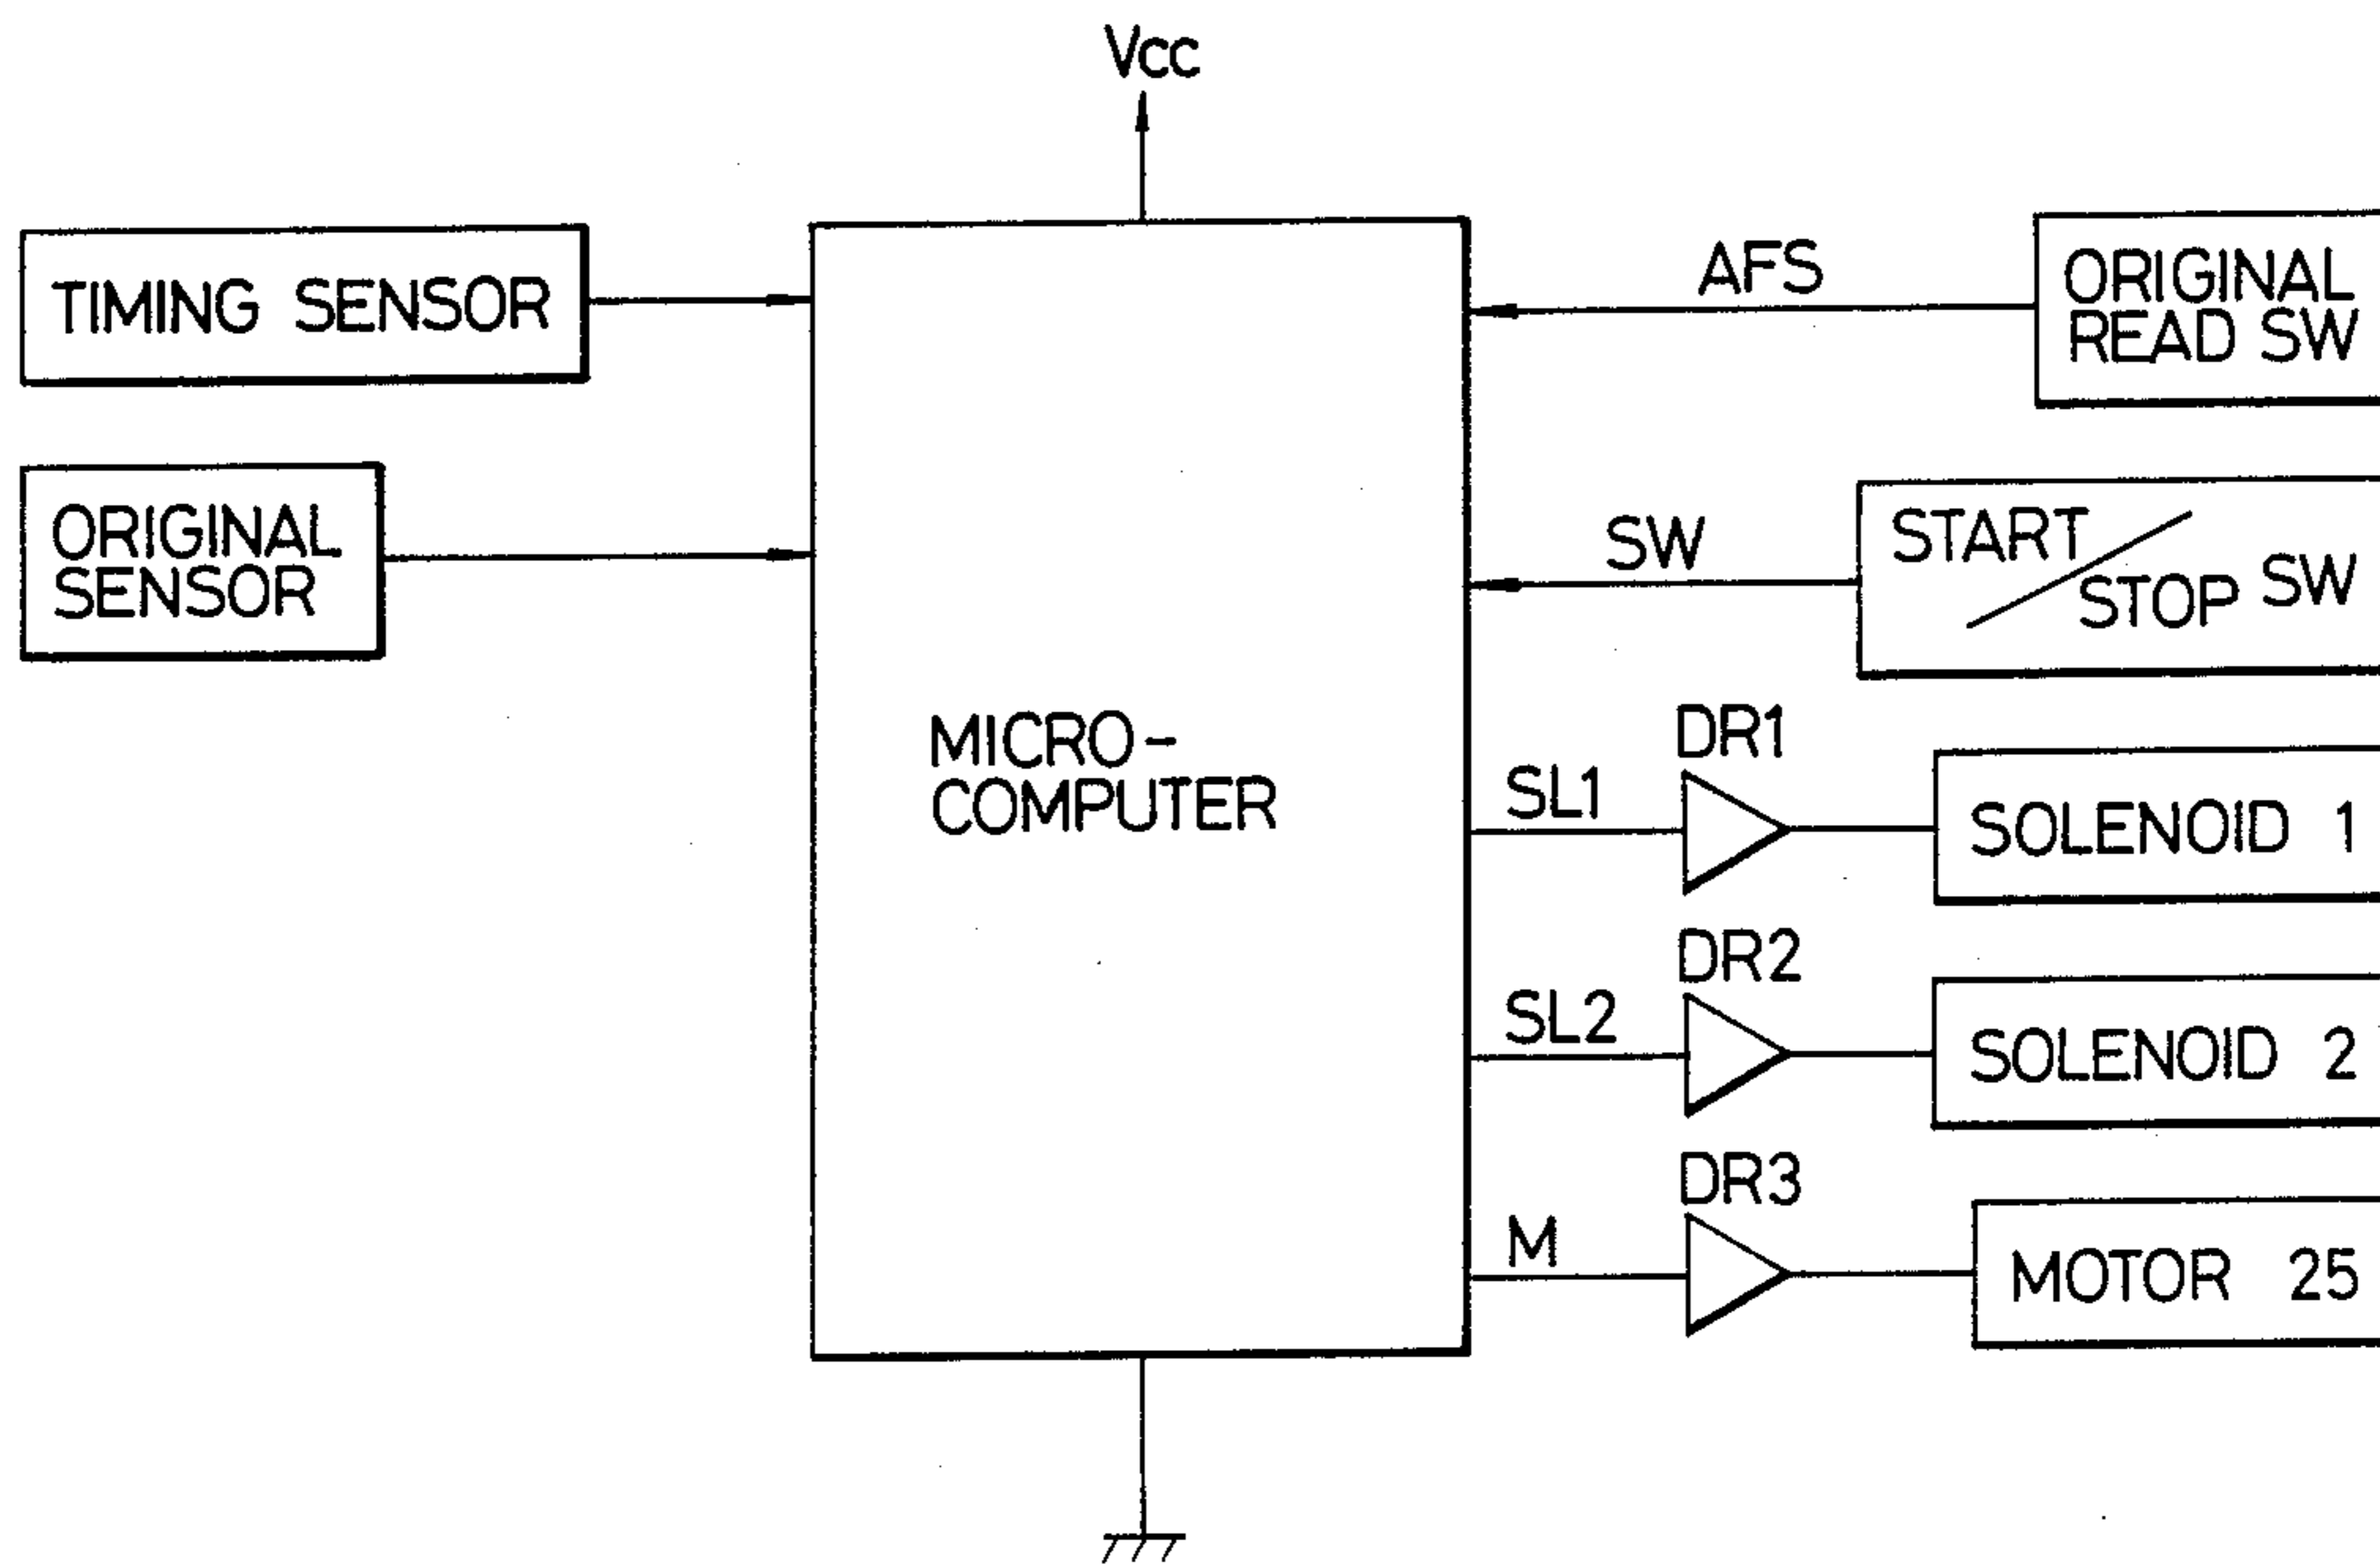 Vcc
TIMING SENSOR
ORIGINAL
SENSOR
MICRO-
COMPUTER
AFS
ORIGINAL
READ SW
SW
START
/STOP SW
DR1
SL1
SOLENOID 1
DR2
SL2
SOLENOID 2
DR3
M
MOTOR 25